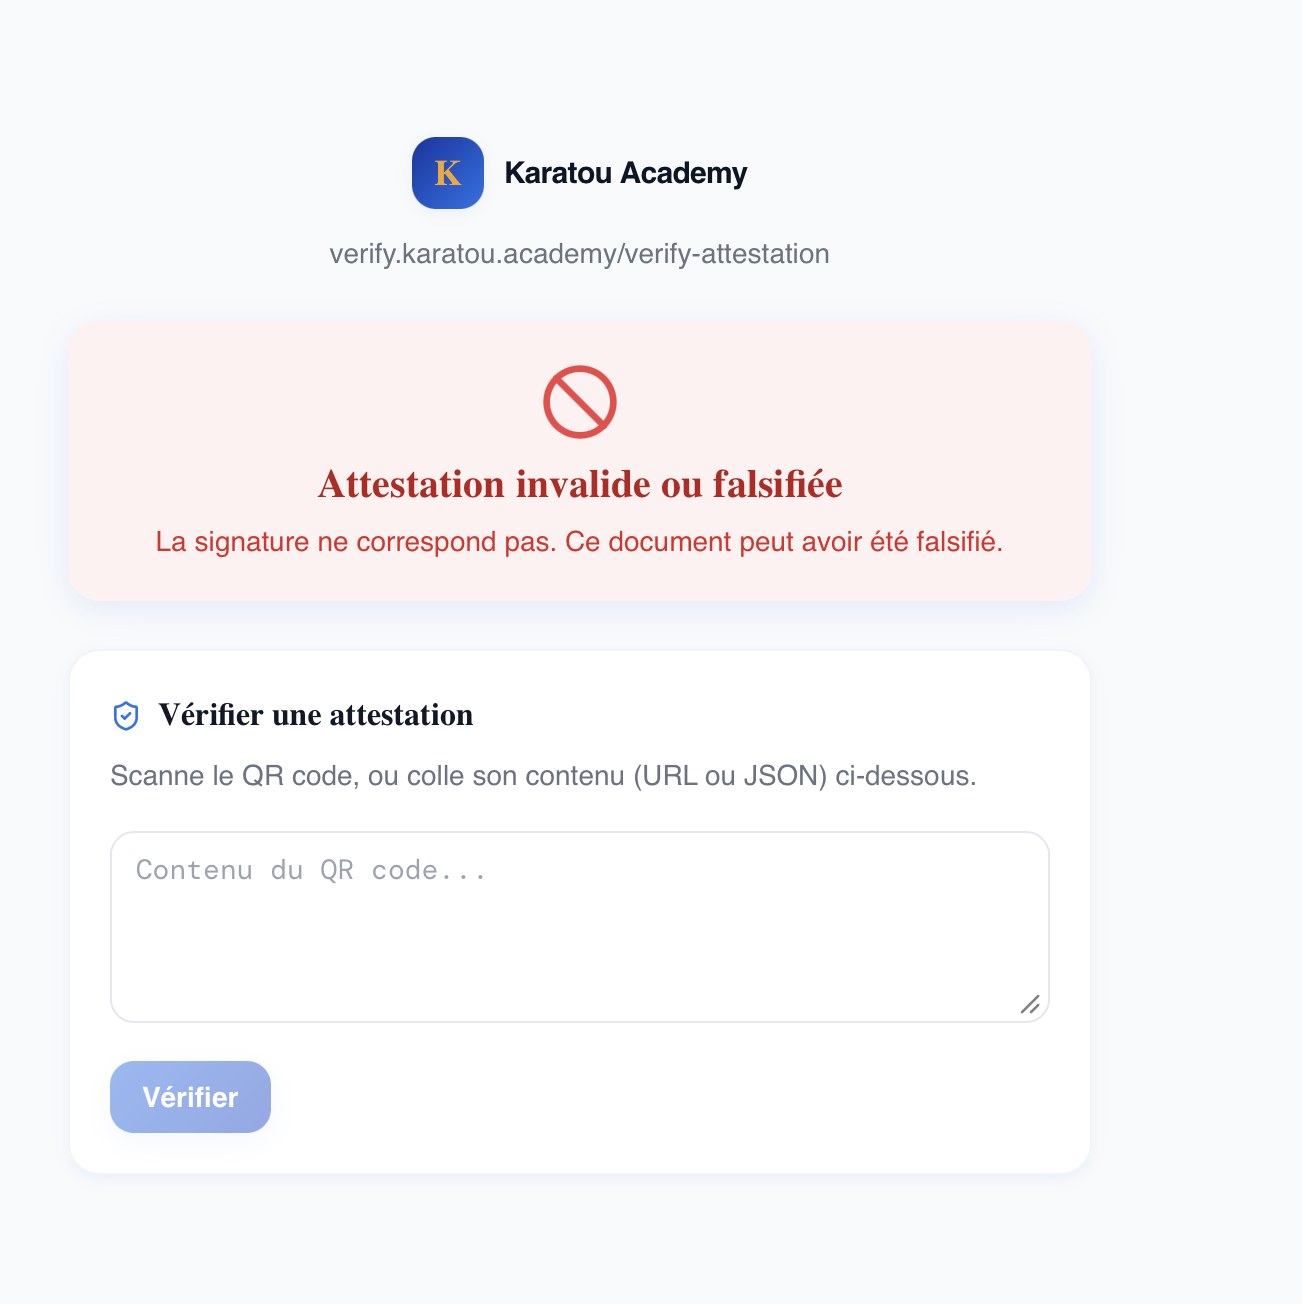 K
Karatou Academy
verify.karatou.academy/verify-attestation
Attestation invalide ou falsifiée
La signature ne correspond pas. Ce document peut avoir été falsifié.
Vérifier une attestation
Scanne le QR code, ou colle son contenu (URL ou JSON) ci-dessous.
Contenu du QR code...
Vérifier